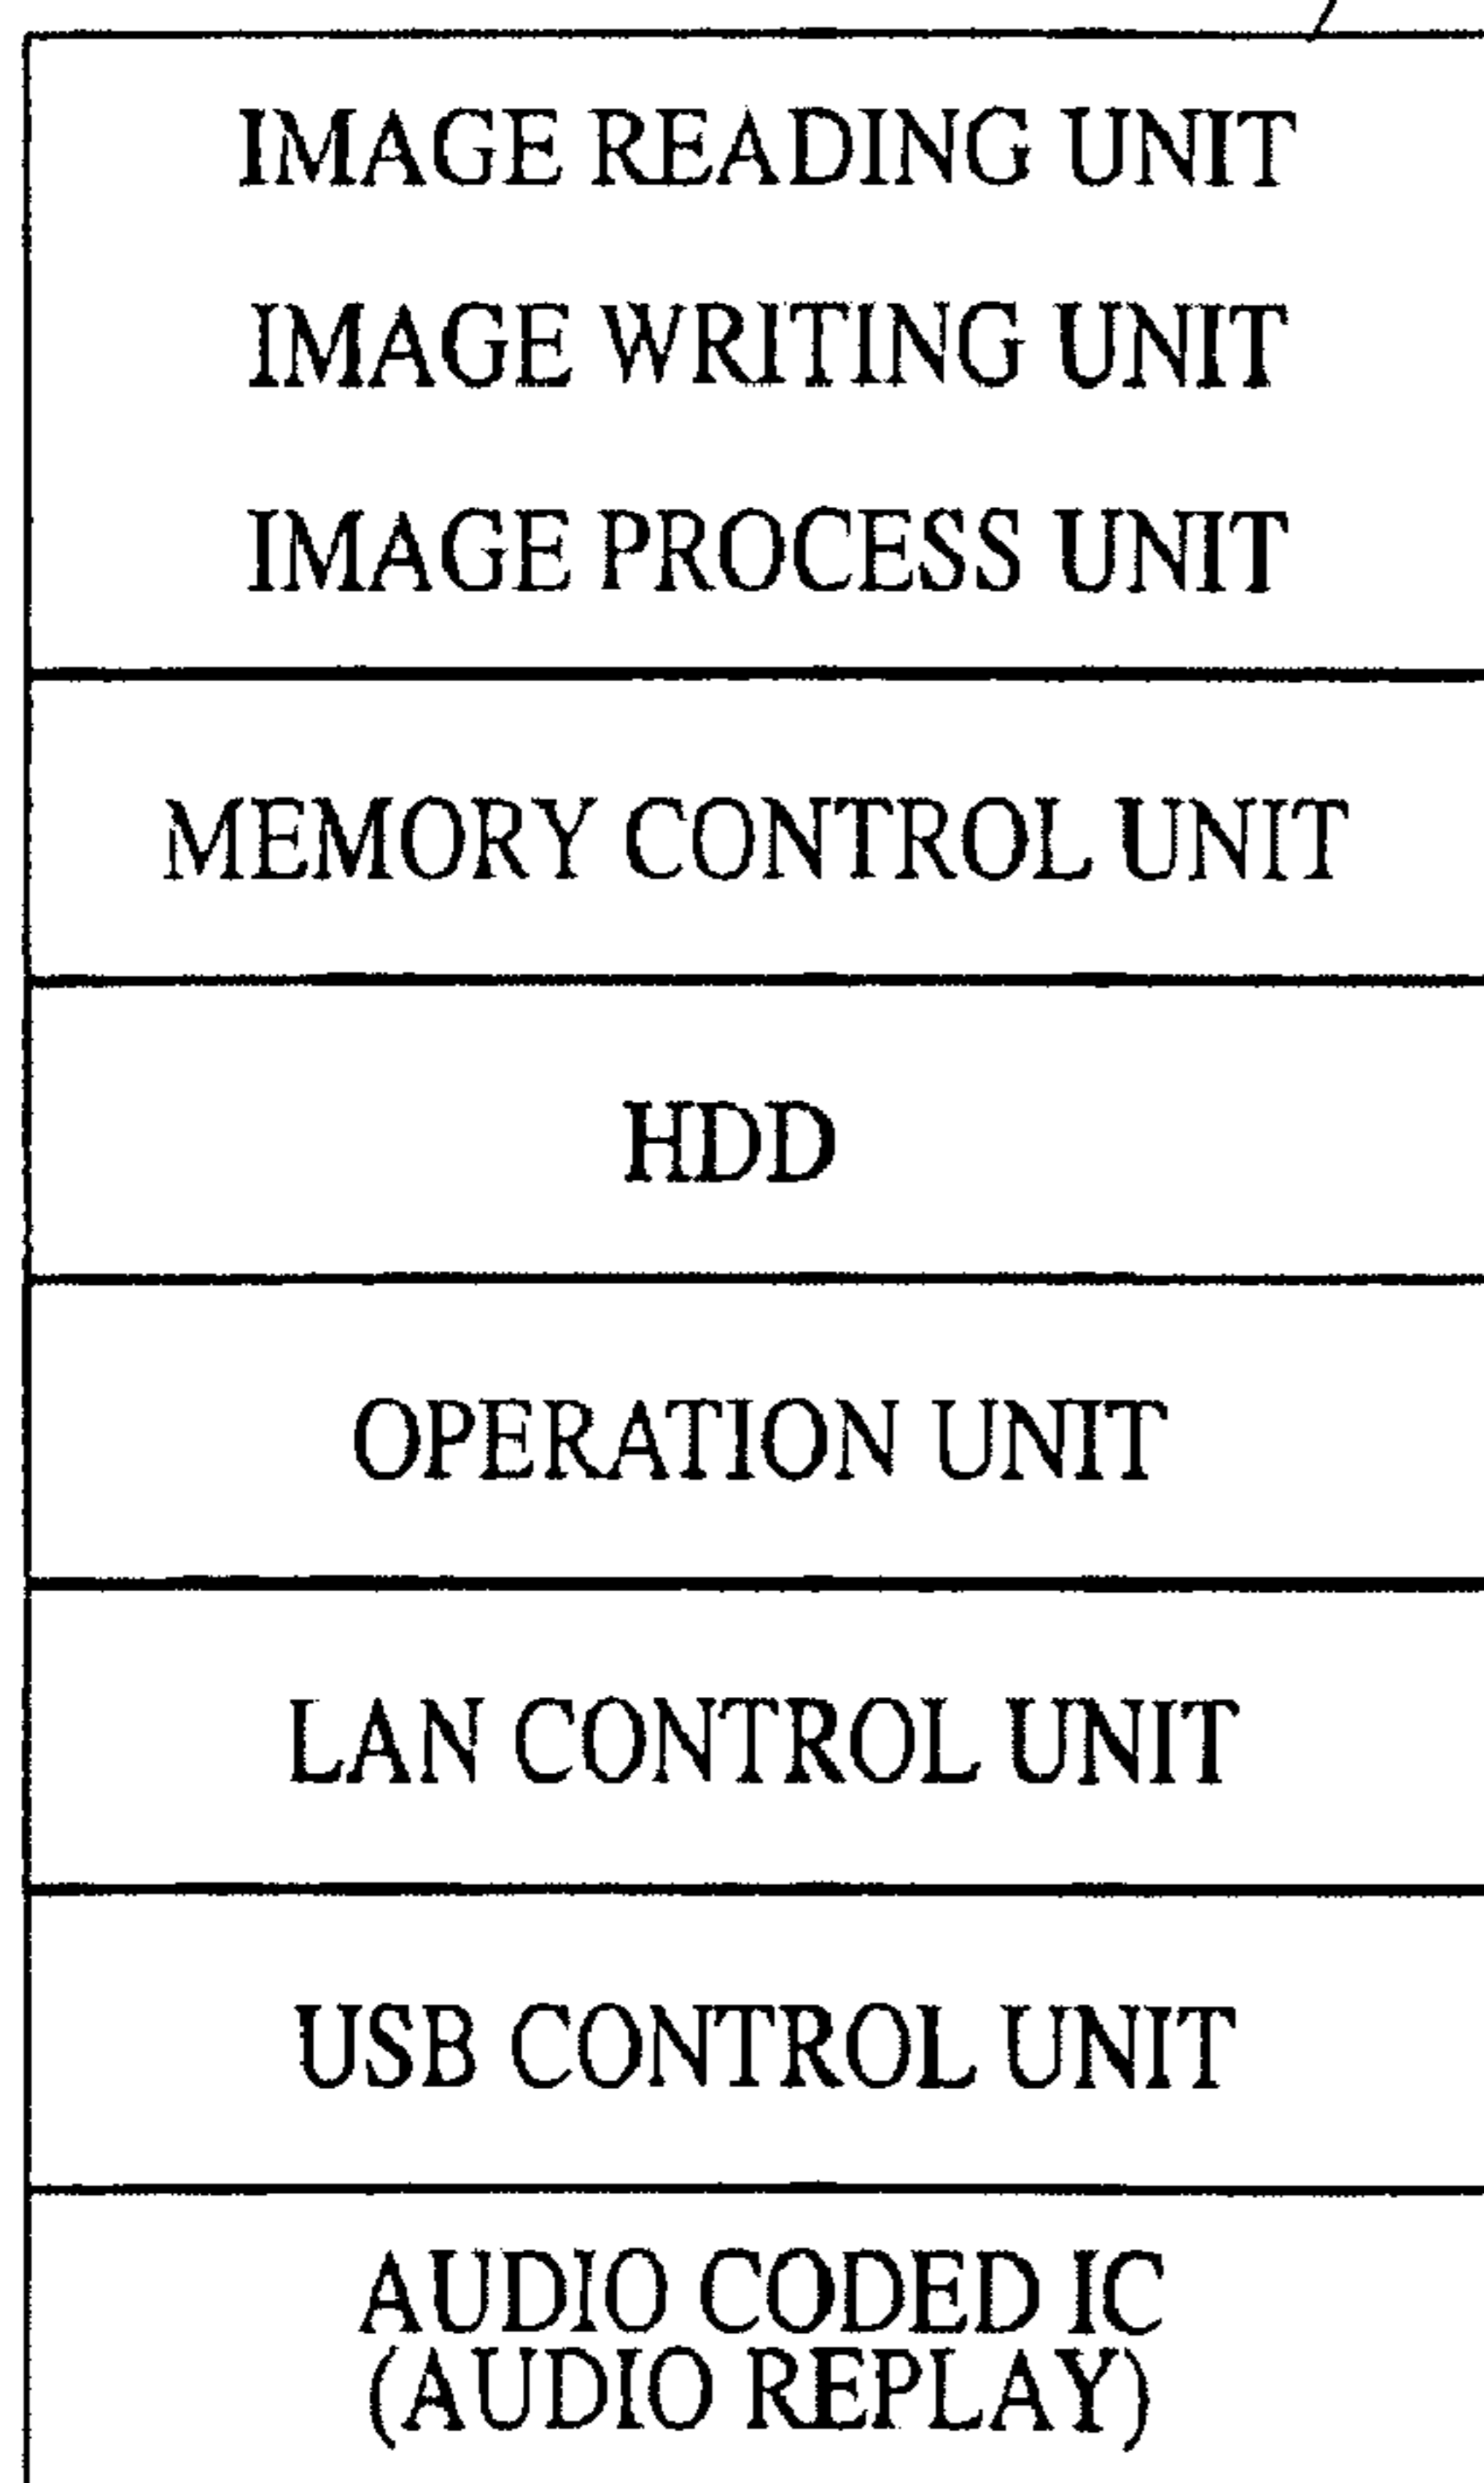 IMAGE READING UNIT
IMAGE WRITING UNIT
IMAGE PROCESS UNIT
MEMORY CONTROL UNIT
HDD
OPERATION UNIT
LAN CONTROL UNIT
USB CONTROL UNIT
AUDIO CODED IC
(AUDIO REPLAY)